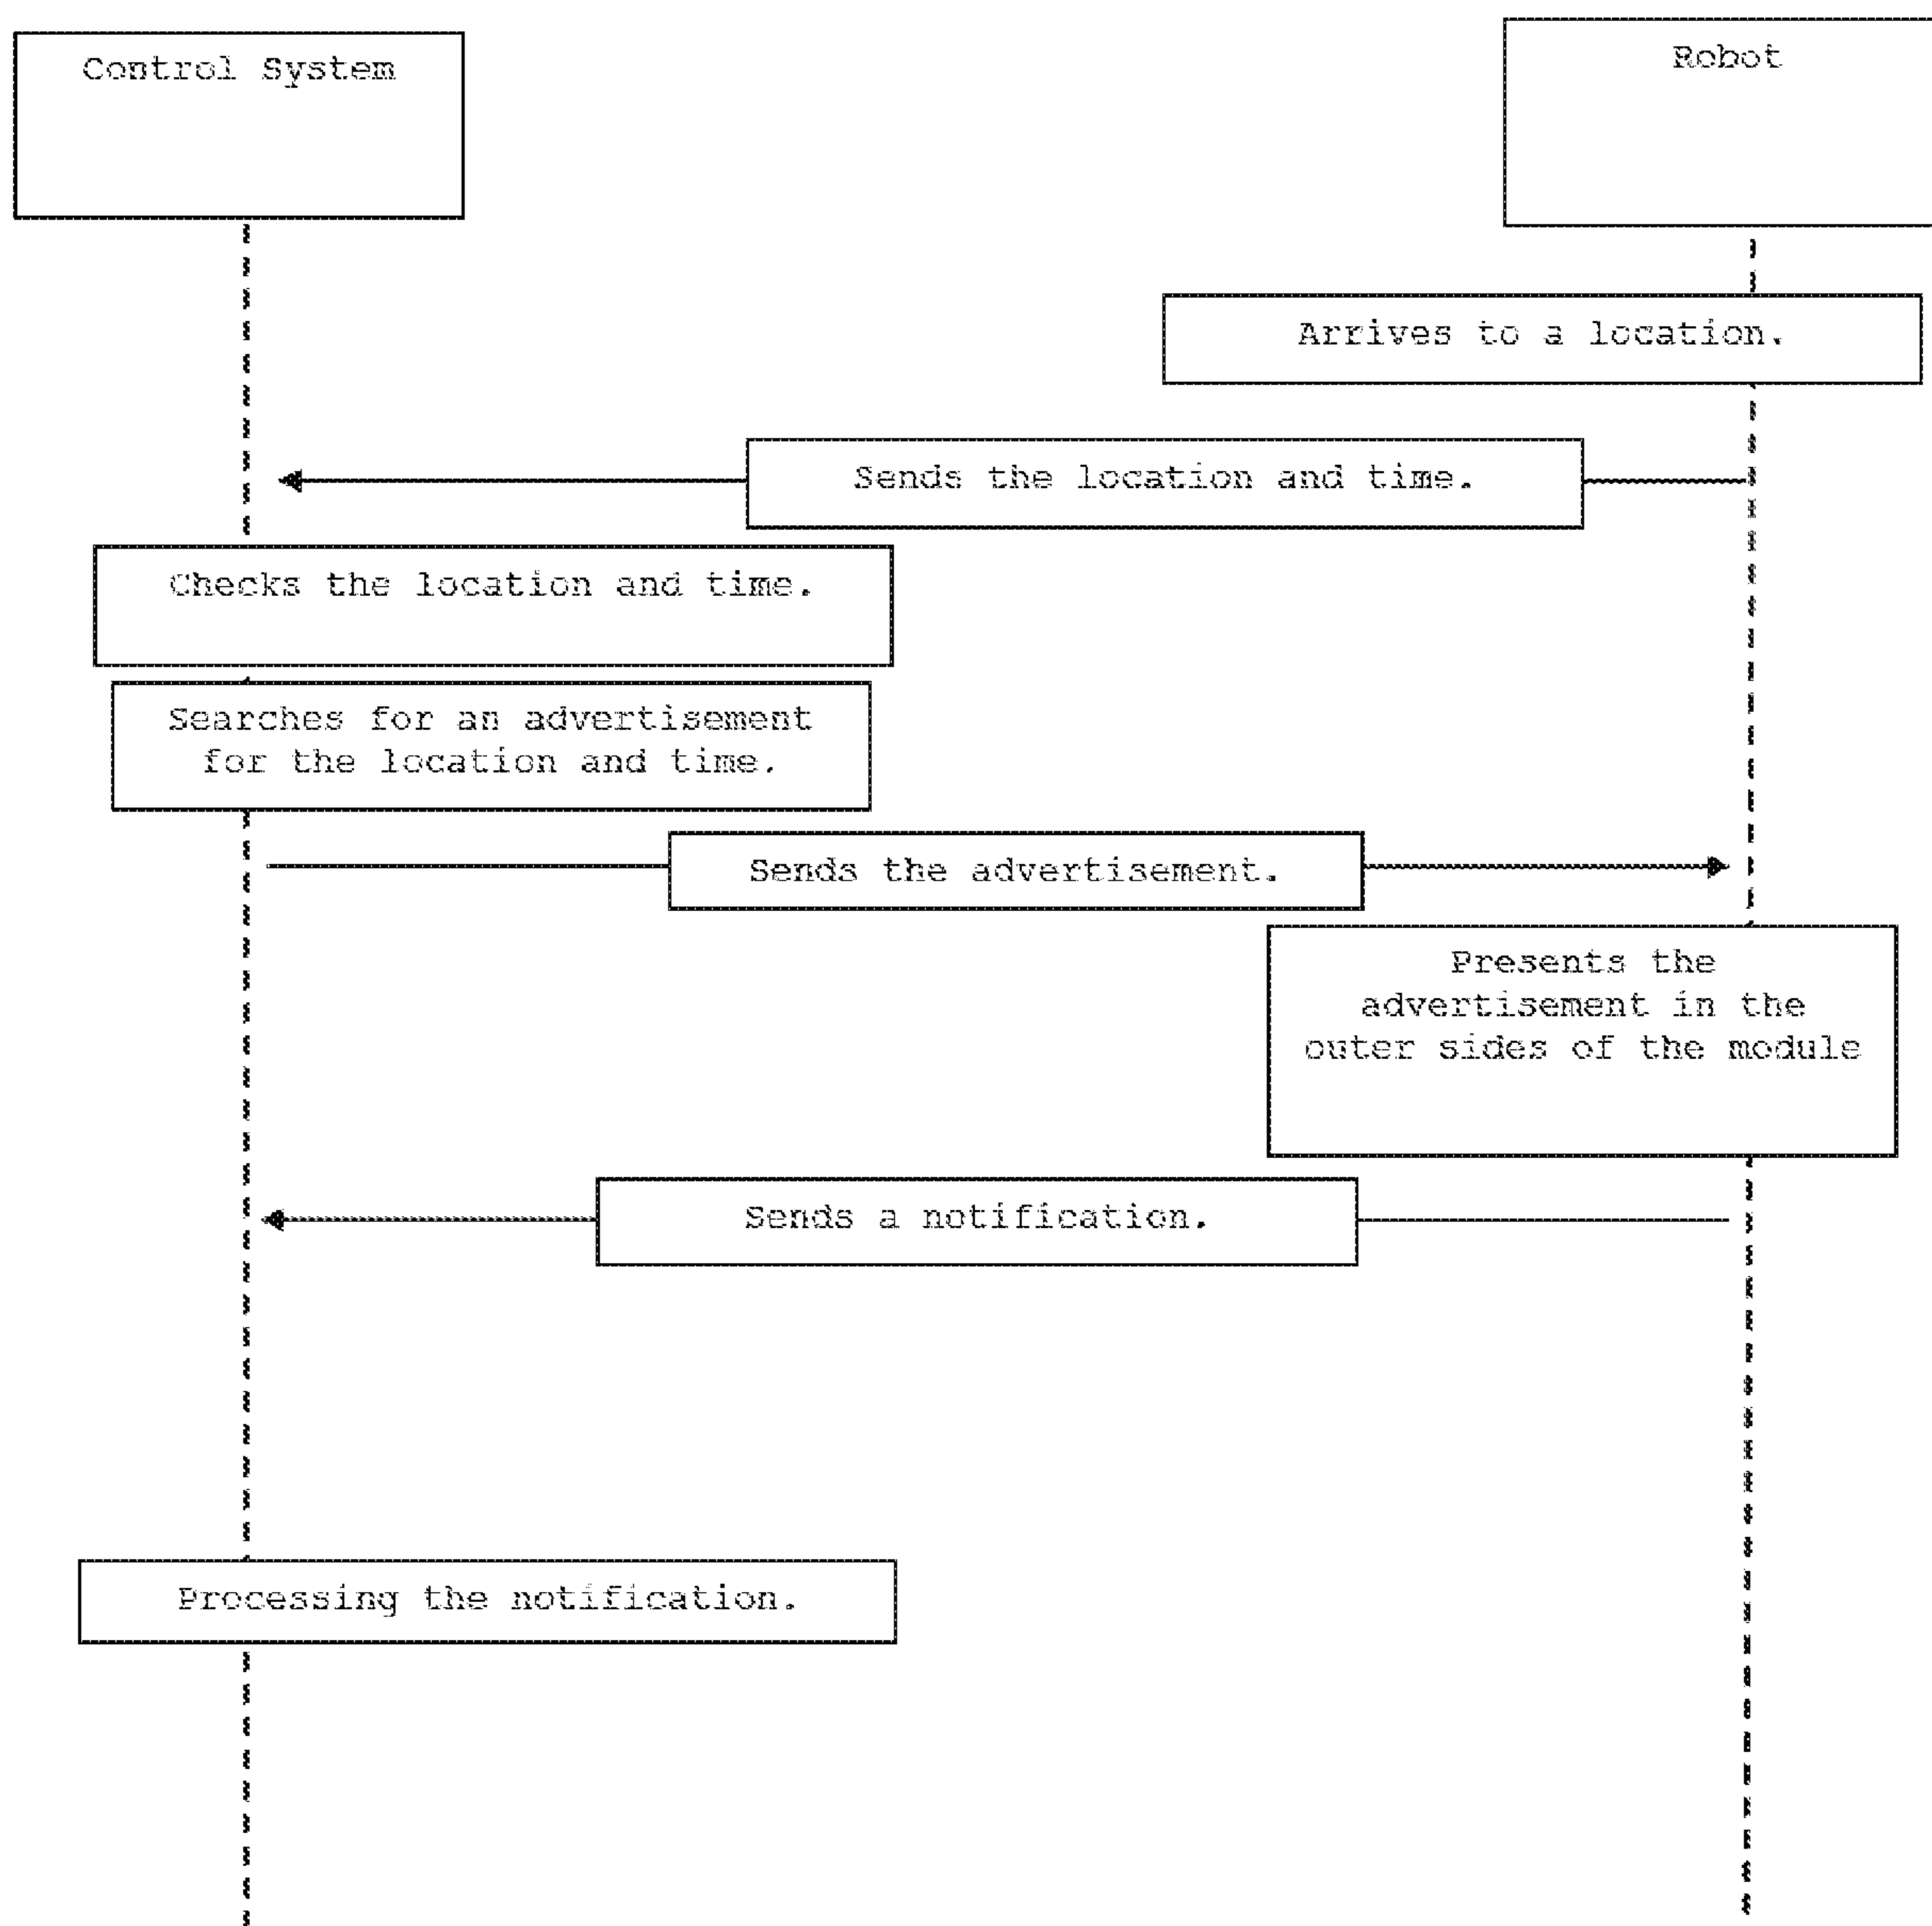 Control System
Robot
Arrives to a location.
Sends the location and time.
Checks the location and time.
Searches for an advertisement
for the location and time.
Sends the advertisement.
Presents the
advertisement in the
outer sides of the module
Sends a notification.
Processing the notification.